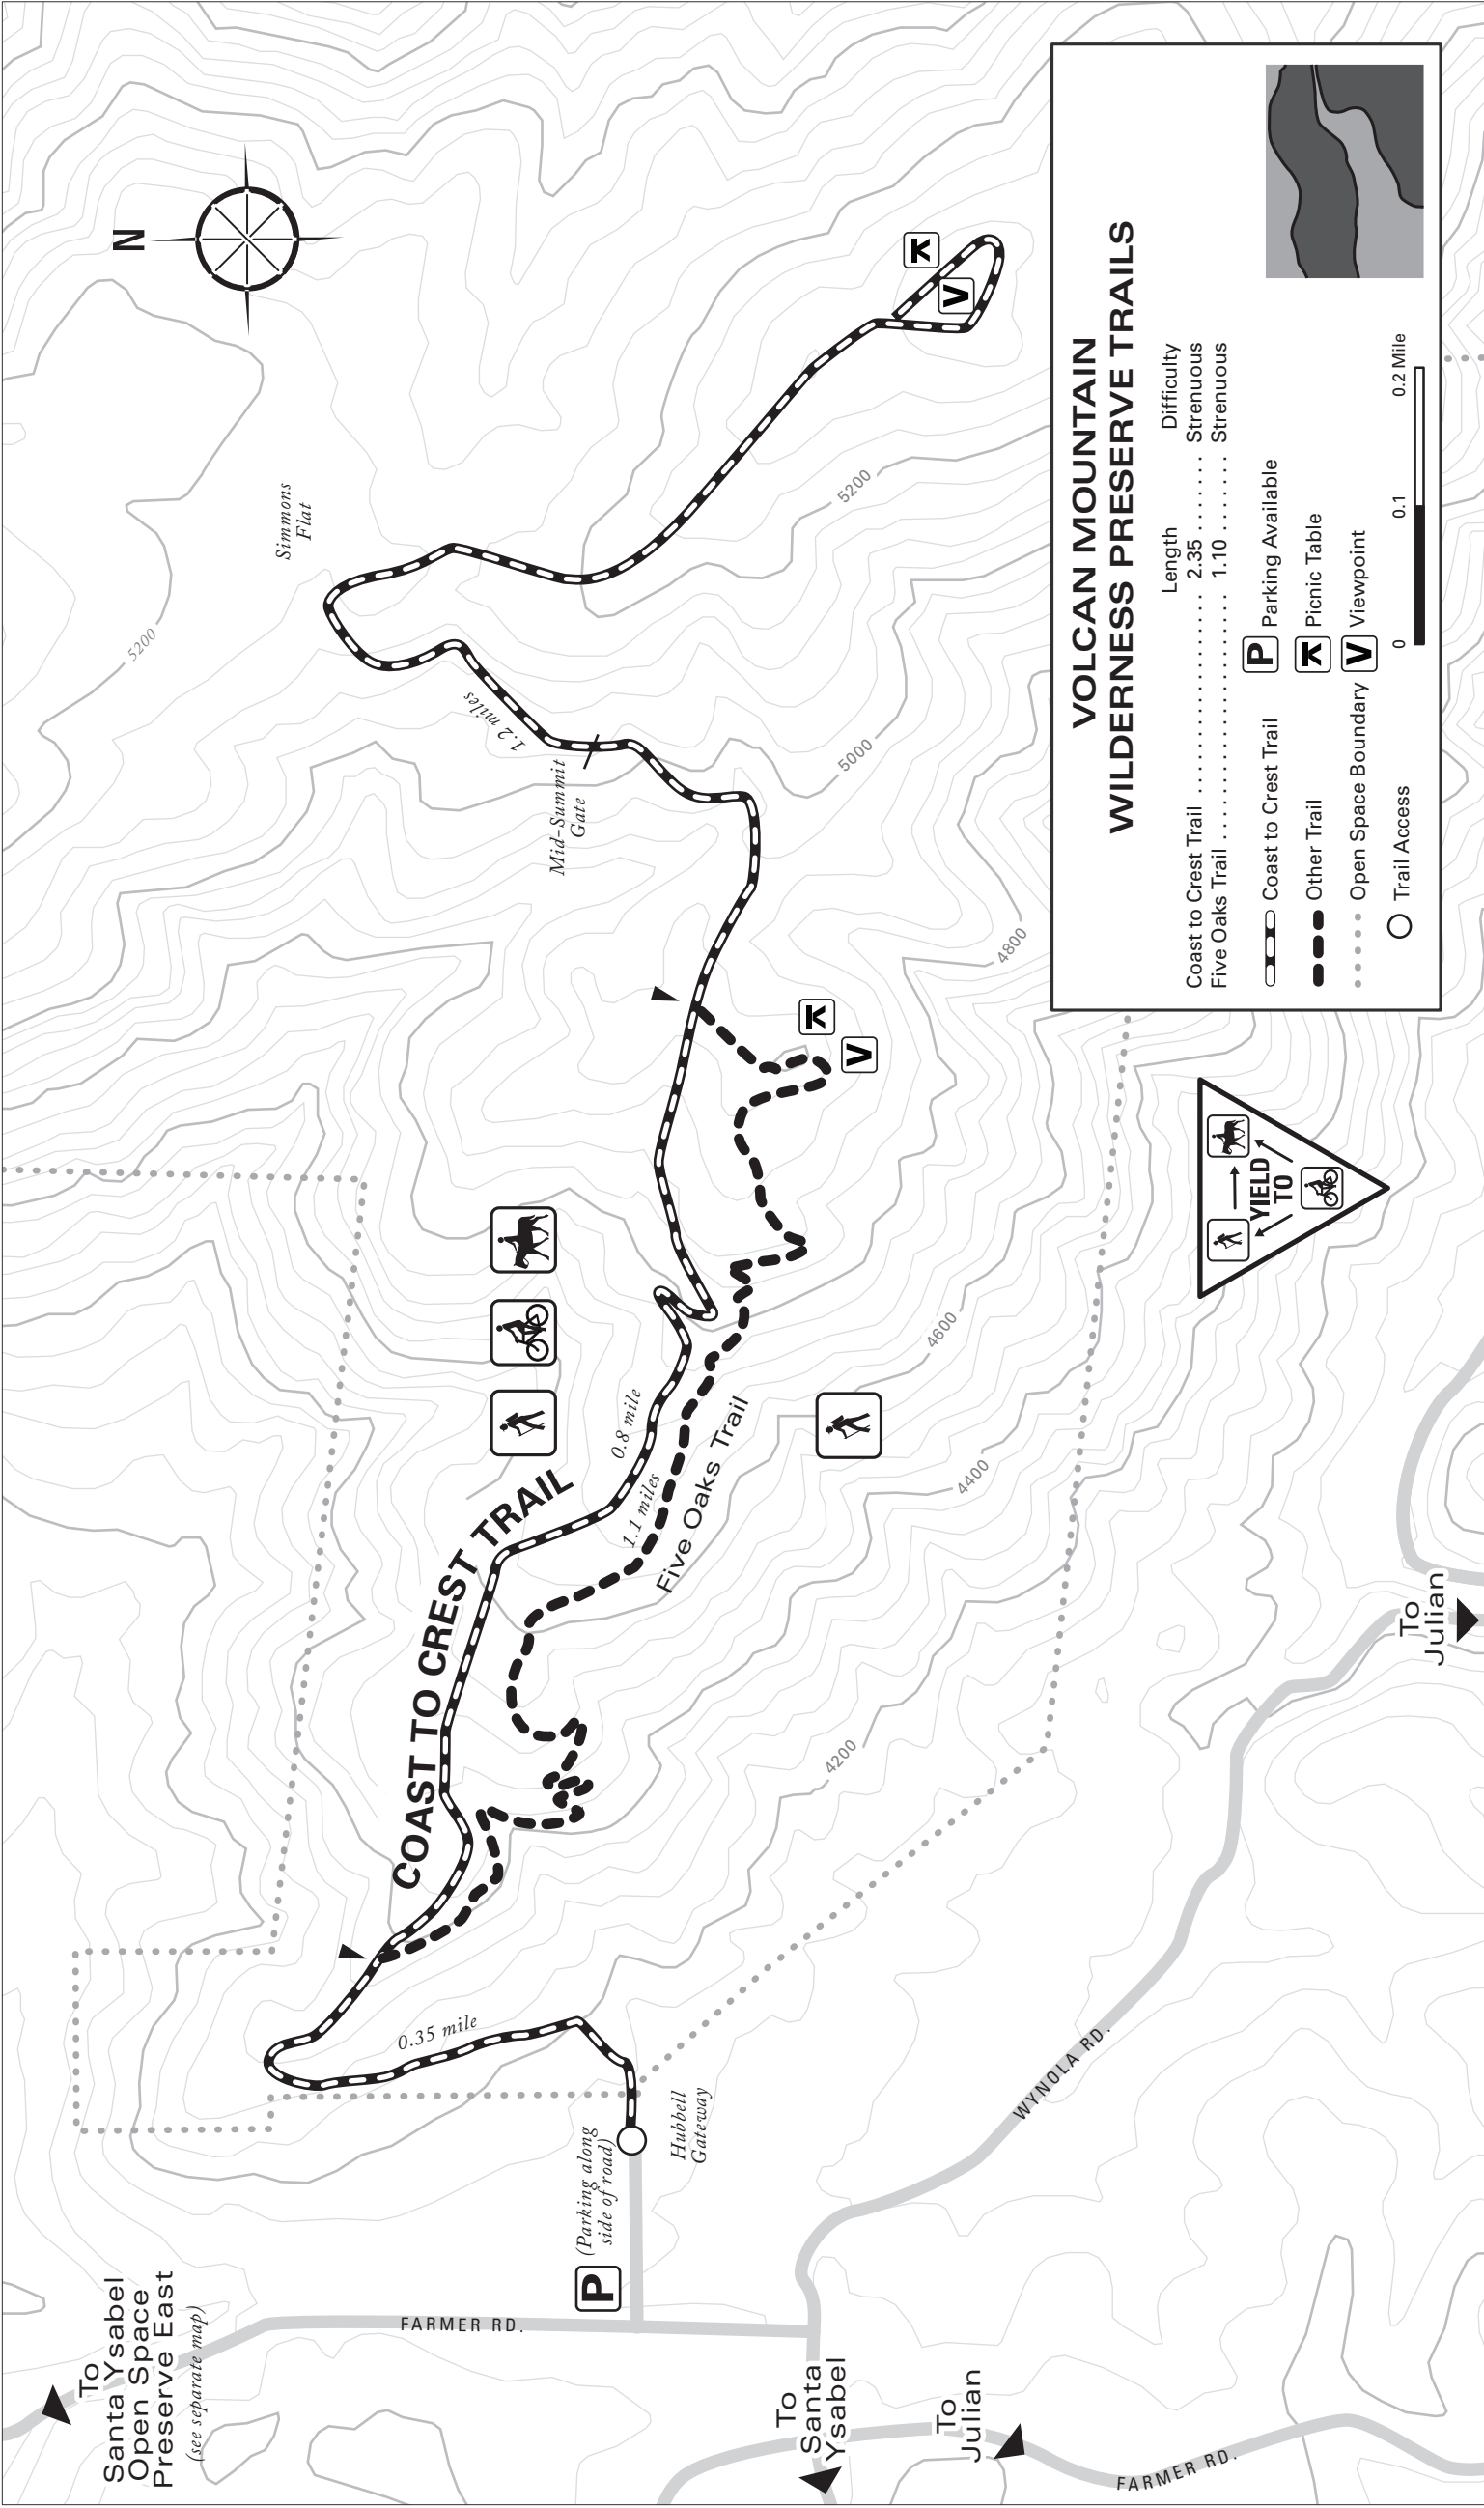 To
Santa Ysabel
Open Space
Preserve East
(see separate map)
N
5200
Simmons
Flat
1.2 miles
Mid-Summit
Gate
5200
5000
4800
4600
4400
4200
COAST TO CREST TRAIL
0.8 mile
1.1 miles
Five Oaks Trail
0.35 mile
FARMER RD.
P
(Parking along
side of road)
Hubbell
Gateway
V
V
WYNOLA RD.
To
Santa
Ysabel
To
Julian
FARMER RD.
To
Julian
YIELD
TO
VOLCAN MOUNTAIN
WILDERNESS PRESERVE TRAILS
Length Difficulty
Coast to Crest Trail . . . . . . . . . . . . . . . . . . . . 2.35 . . . . . . Strenuous
Five Oaks Trail . . . . . . . . . . . . . . . . . . . . . . . . 1.10 . . . . . . Strenuous
Coast to Crest Trail P Parking Available
Other Trail Picnic Table
Open Space Boundary V Viewpoint
Trail Access
0 0.1 0.2 Mile